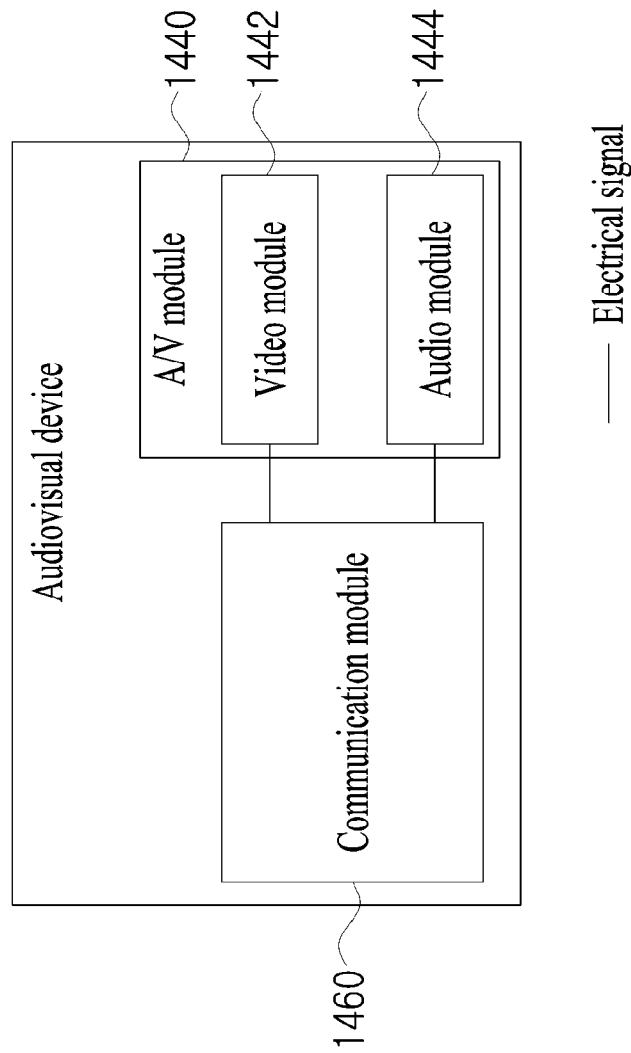 Audiovisual device
A/V module
1440
Video module
1442
Communication module
Audio module
1444
1460
Electrical signal